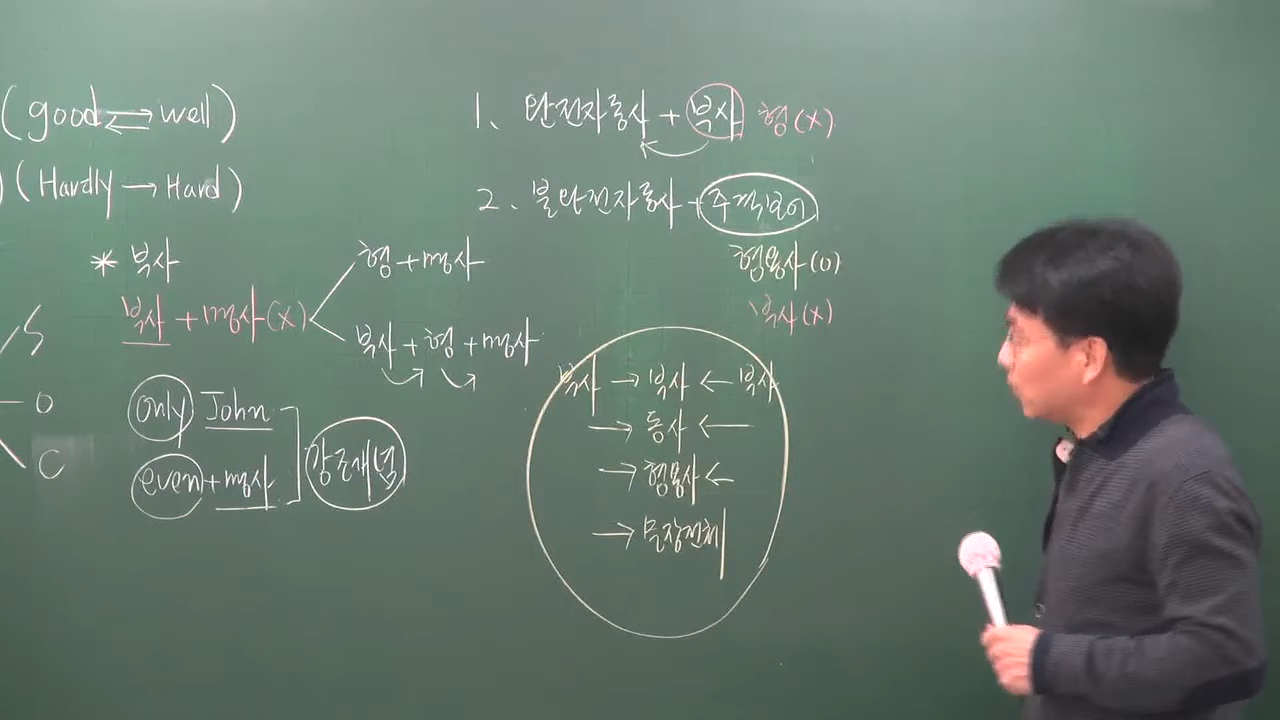 (good ⇄ well)
) (Hardly → Hard)
* 부사
부사 + 명사(X)
형 + 명사
부사 + 형 + 명사
S
O
C
only John
even + 명사
강조개념
1. 완전자동사 + 부사 형(X)
2. 불완전자동사 + 주격보어
형용사(O)
부사(X)
부사 → 부사 ← 부사
→ 동사 ←
→ 형용사 ←
→ 문장전체